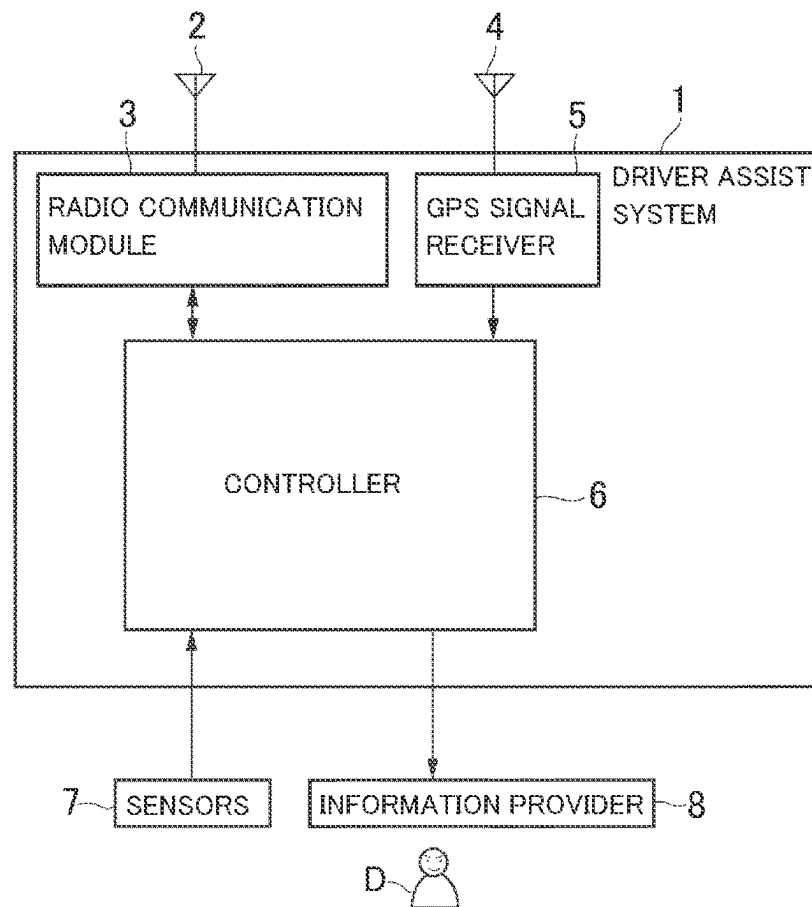 2
4
3
5
1
RADIO COMMUNICATION
MODULE
GPS SIGNAL
RECEIVER
DRIVER ASSIST
SYSTEM
CONTROLLER
6
7
SENSORS
INFORMATION PROVIDER
8
D